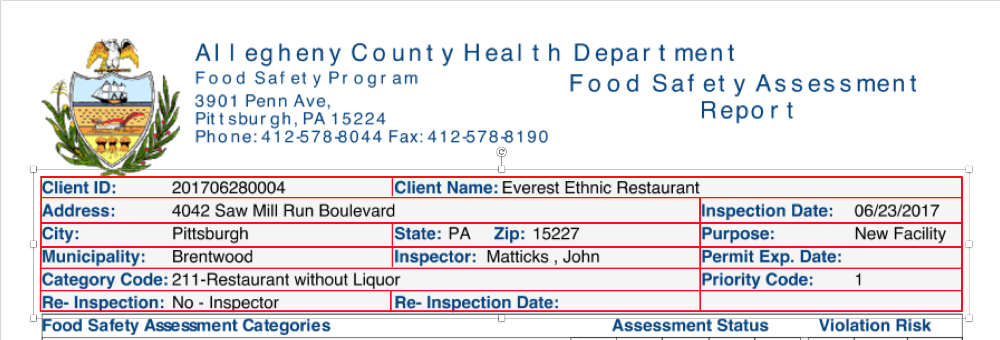 Allegheny County Health Department
Food Safety Program
Food Safety Assessment
Report
3901 Penn Ave,
Pittsburgh, PA 15224
Phone: 412-578-8044 Fax: 412-578-8190
Client ID: 201706280004 Client Name: Everest Ethnic Restaurant
Address: 4042 Saw Mill Run Boulevard Inspection Date: 06/23/2017
City: Pittsburgh State: PA Zip: 15227 Purpose: New Facility
Municipality: Brentwood Inspector: Matticks , John Permit Exp. Date:
Category Code: 211-Restaurant without Liquor Priority Code: 1
Re- Inspection: No - Inspector Re- Inspection Date:
Food Safety Assessment Categories Assessment Status Violation Risk